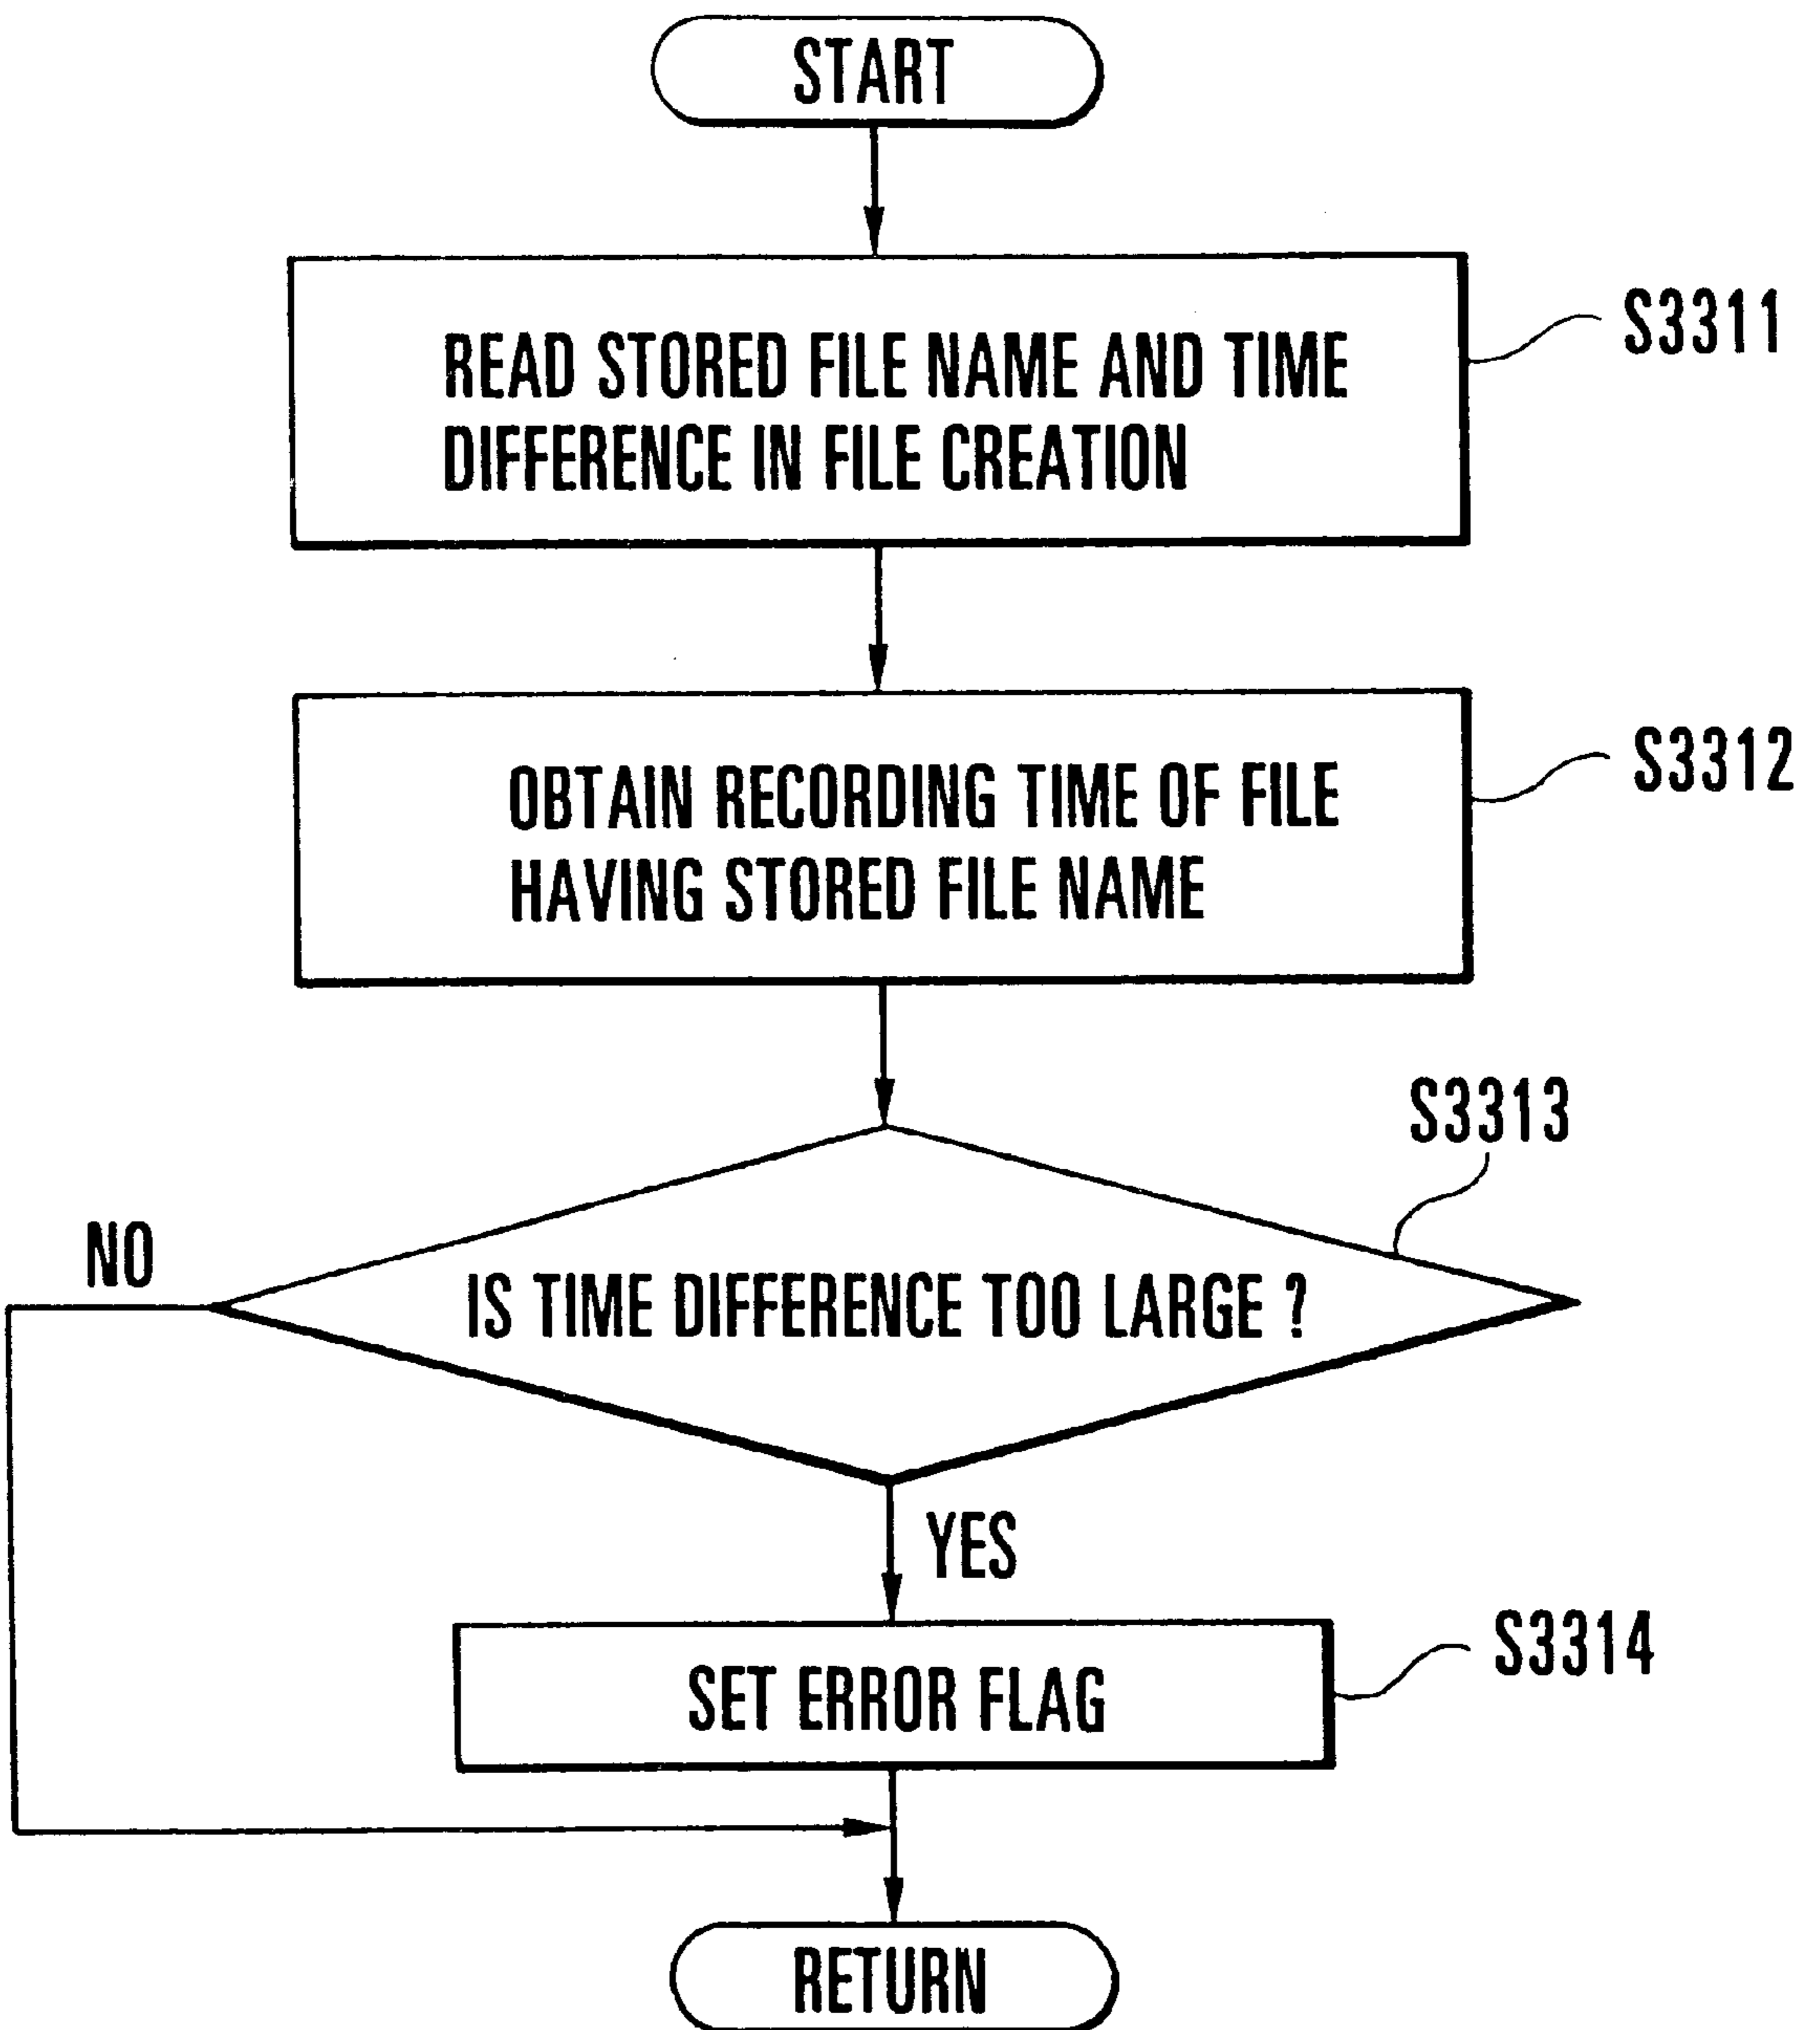 START
READ STORED FILE NAME AND TIME
DIFFERENCE IN FILE CREATION
S3311
OBTAIN RECORDING TIME OF FILE
HAVING STORED FILE NAME
S3312
S3313
NO
IS TIME DIFFERENCE TOO LARGE ?
YES
SET ERROR FLAG
S3314
RETURN